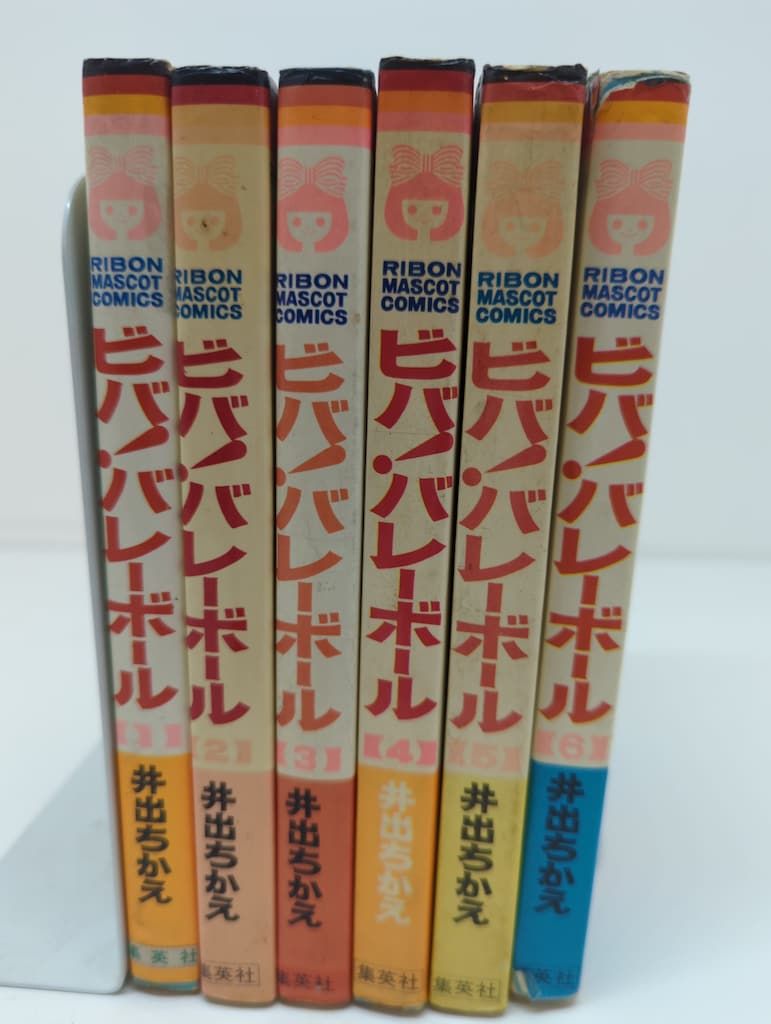 RIBON
MASCOT
COMICS
ビバ!バレーボール
【1】
井出ちかえ
集英社
RIBON
MASCOT
COMICS
ビバ!バレーボール
【2】
井出ちかえ
集英社
RIBON
MASCOT
COMICS
ビバ!バレーボール
【3】
井出ちかえ
集英社
RIBON
MASCOT
COMICS
ビバ!バレーボール
【4】
井出ちかえ
集英社
RIBON
MASCOT
COMICS
ビバ!バレーボール
【5】
井出ちかえ
集英社
RIBON
MASCOT
COMICS
ビバ!バレーボール
【6】
井出ちかえ
英社